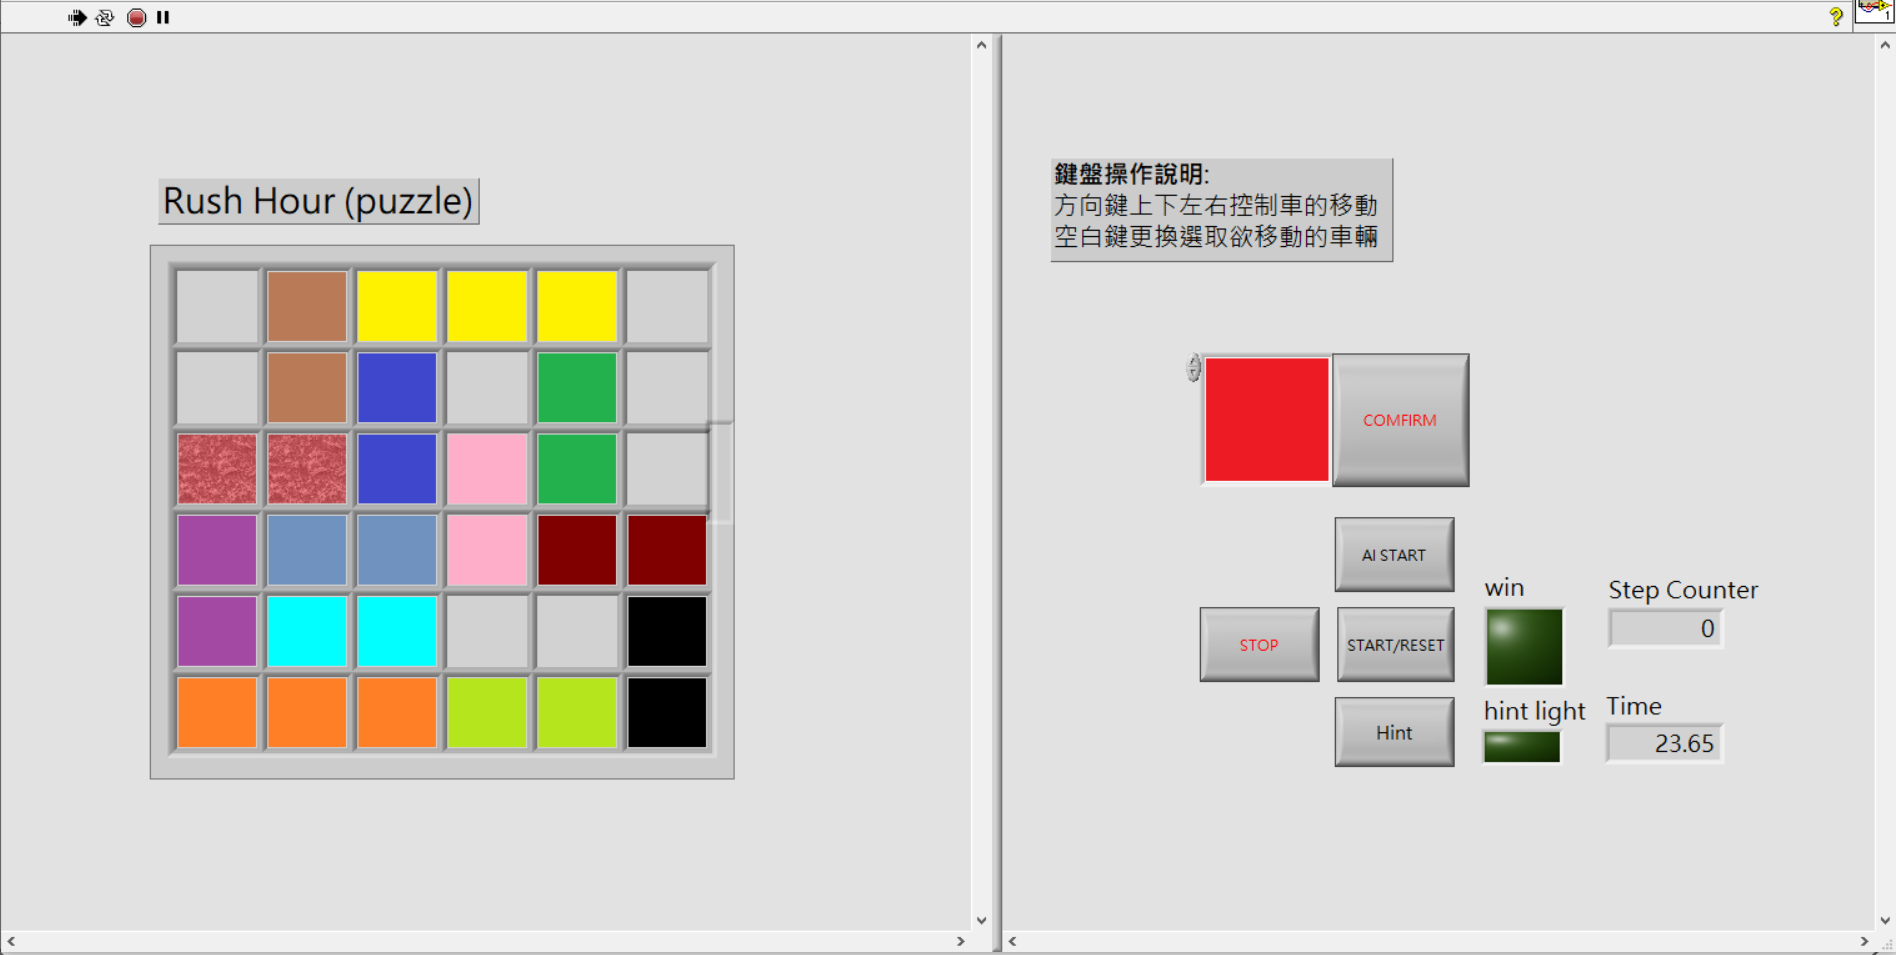 ?
1
Rush Hour (puzzle)
鍵盤操作說明:
方向鍵上下左右控制車的移動
空白鍵更換選取欲移動的車輛
COMFIRM
AI START
STOP
START/RESET
Hint
win
Step Counter
0
hint light
Time
23.65